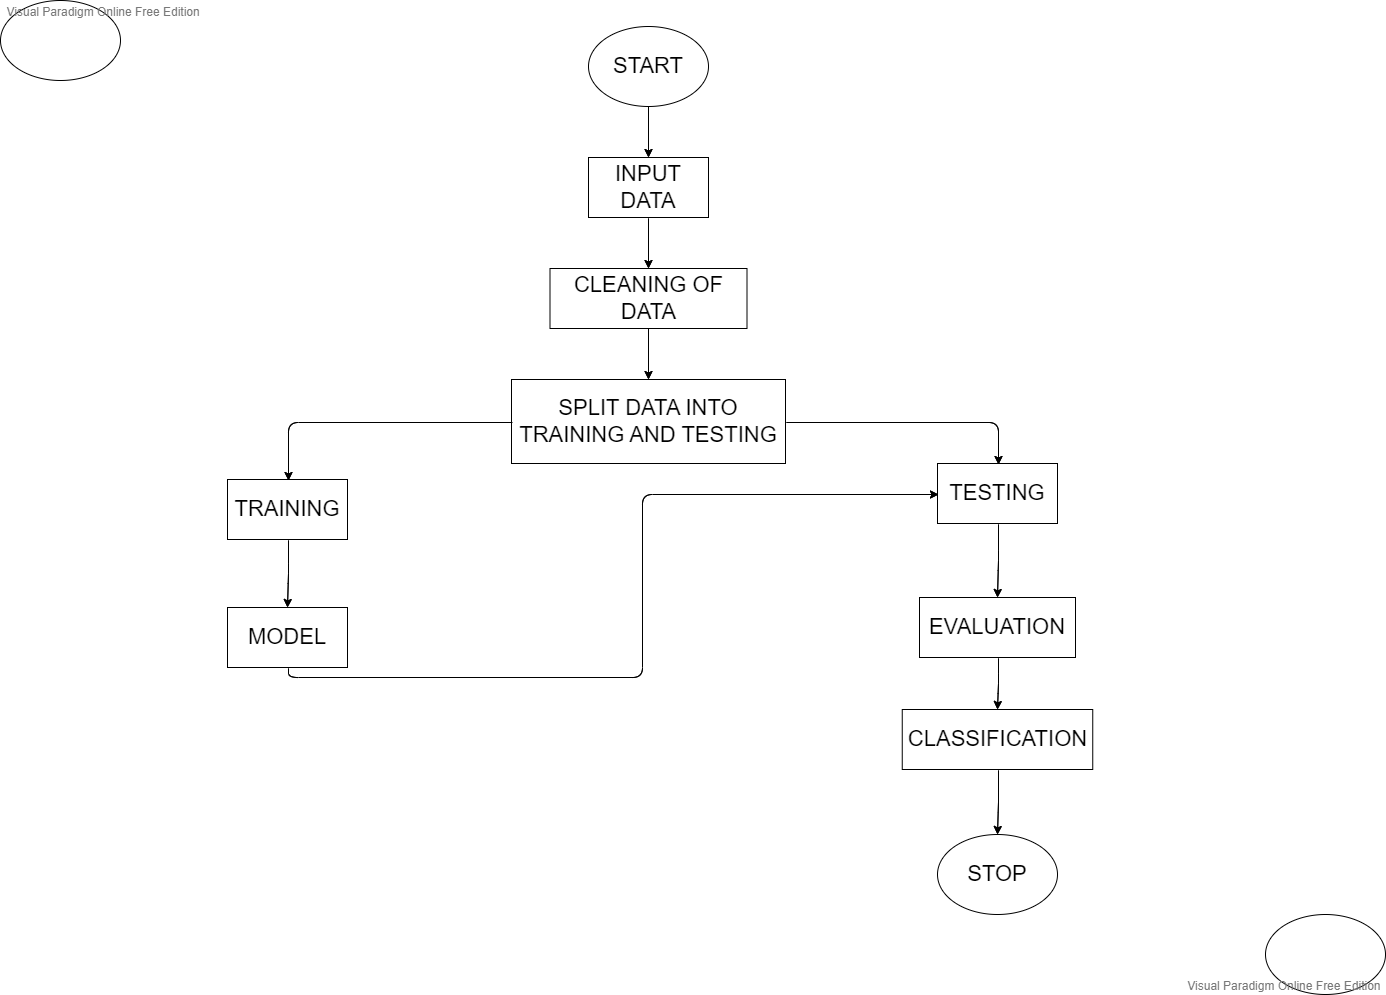 Visual Paradigm Online Free Edition
START
INPUT
DATA
CLEANING OF
DATA
SPLIT DATA INTO
TRAINING AND TESTING
TRAINING
TESTING
MODEL
EVALUATION
CLASSIFICATION
STOP
Visual Paradigm Online Free Edition